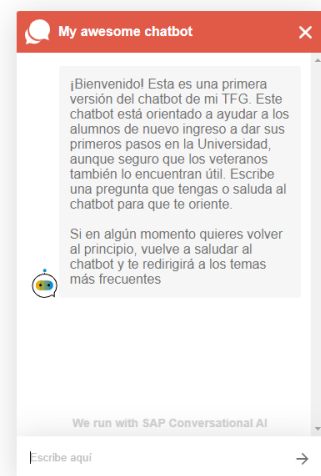 My awesome chatbot
¡Bienvenido! Esta es una primera
versión del chatbot de mi TFG. Este
chatbot está orientado a ayudar a los
alumnos de nuevo ingreso a dar sus
primeros pasos en la Universidad,
aunque seguro que los veteranos
también lo encuentran útil. Escribe
una pregunta que tengas o saluda al
chatbot para que te oriente.
Si en algún momento quieres volver
al principio, vuelve a saludar al
chatbot y te redirigirá a los temas
más frecuentes
We run with SAP Conversational AI
Escribe aquí